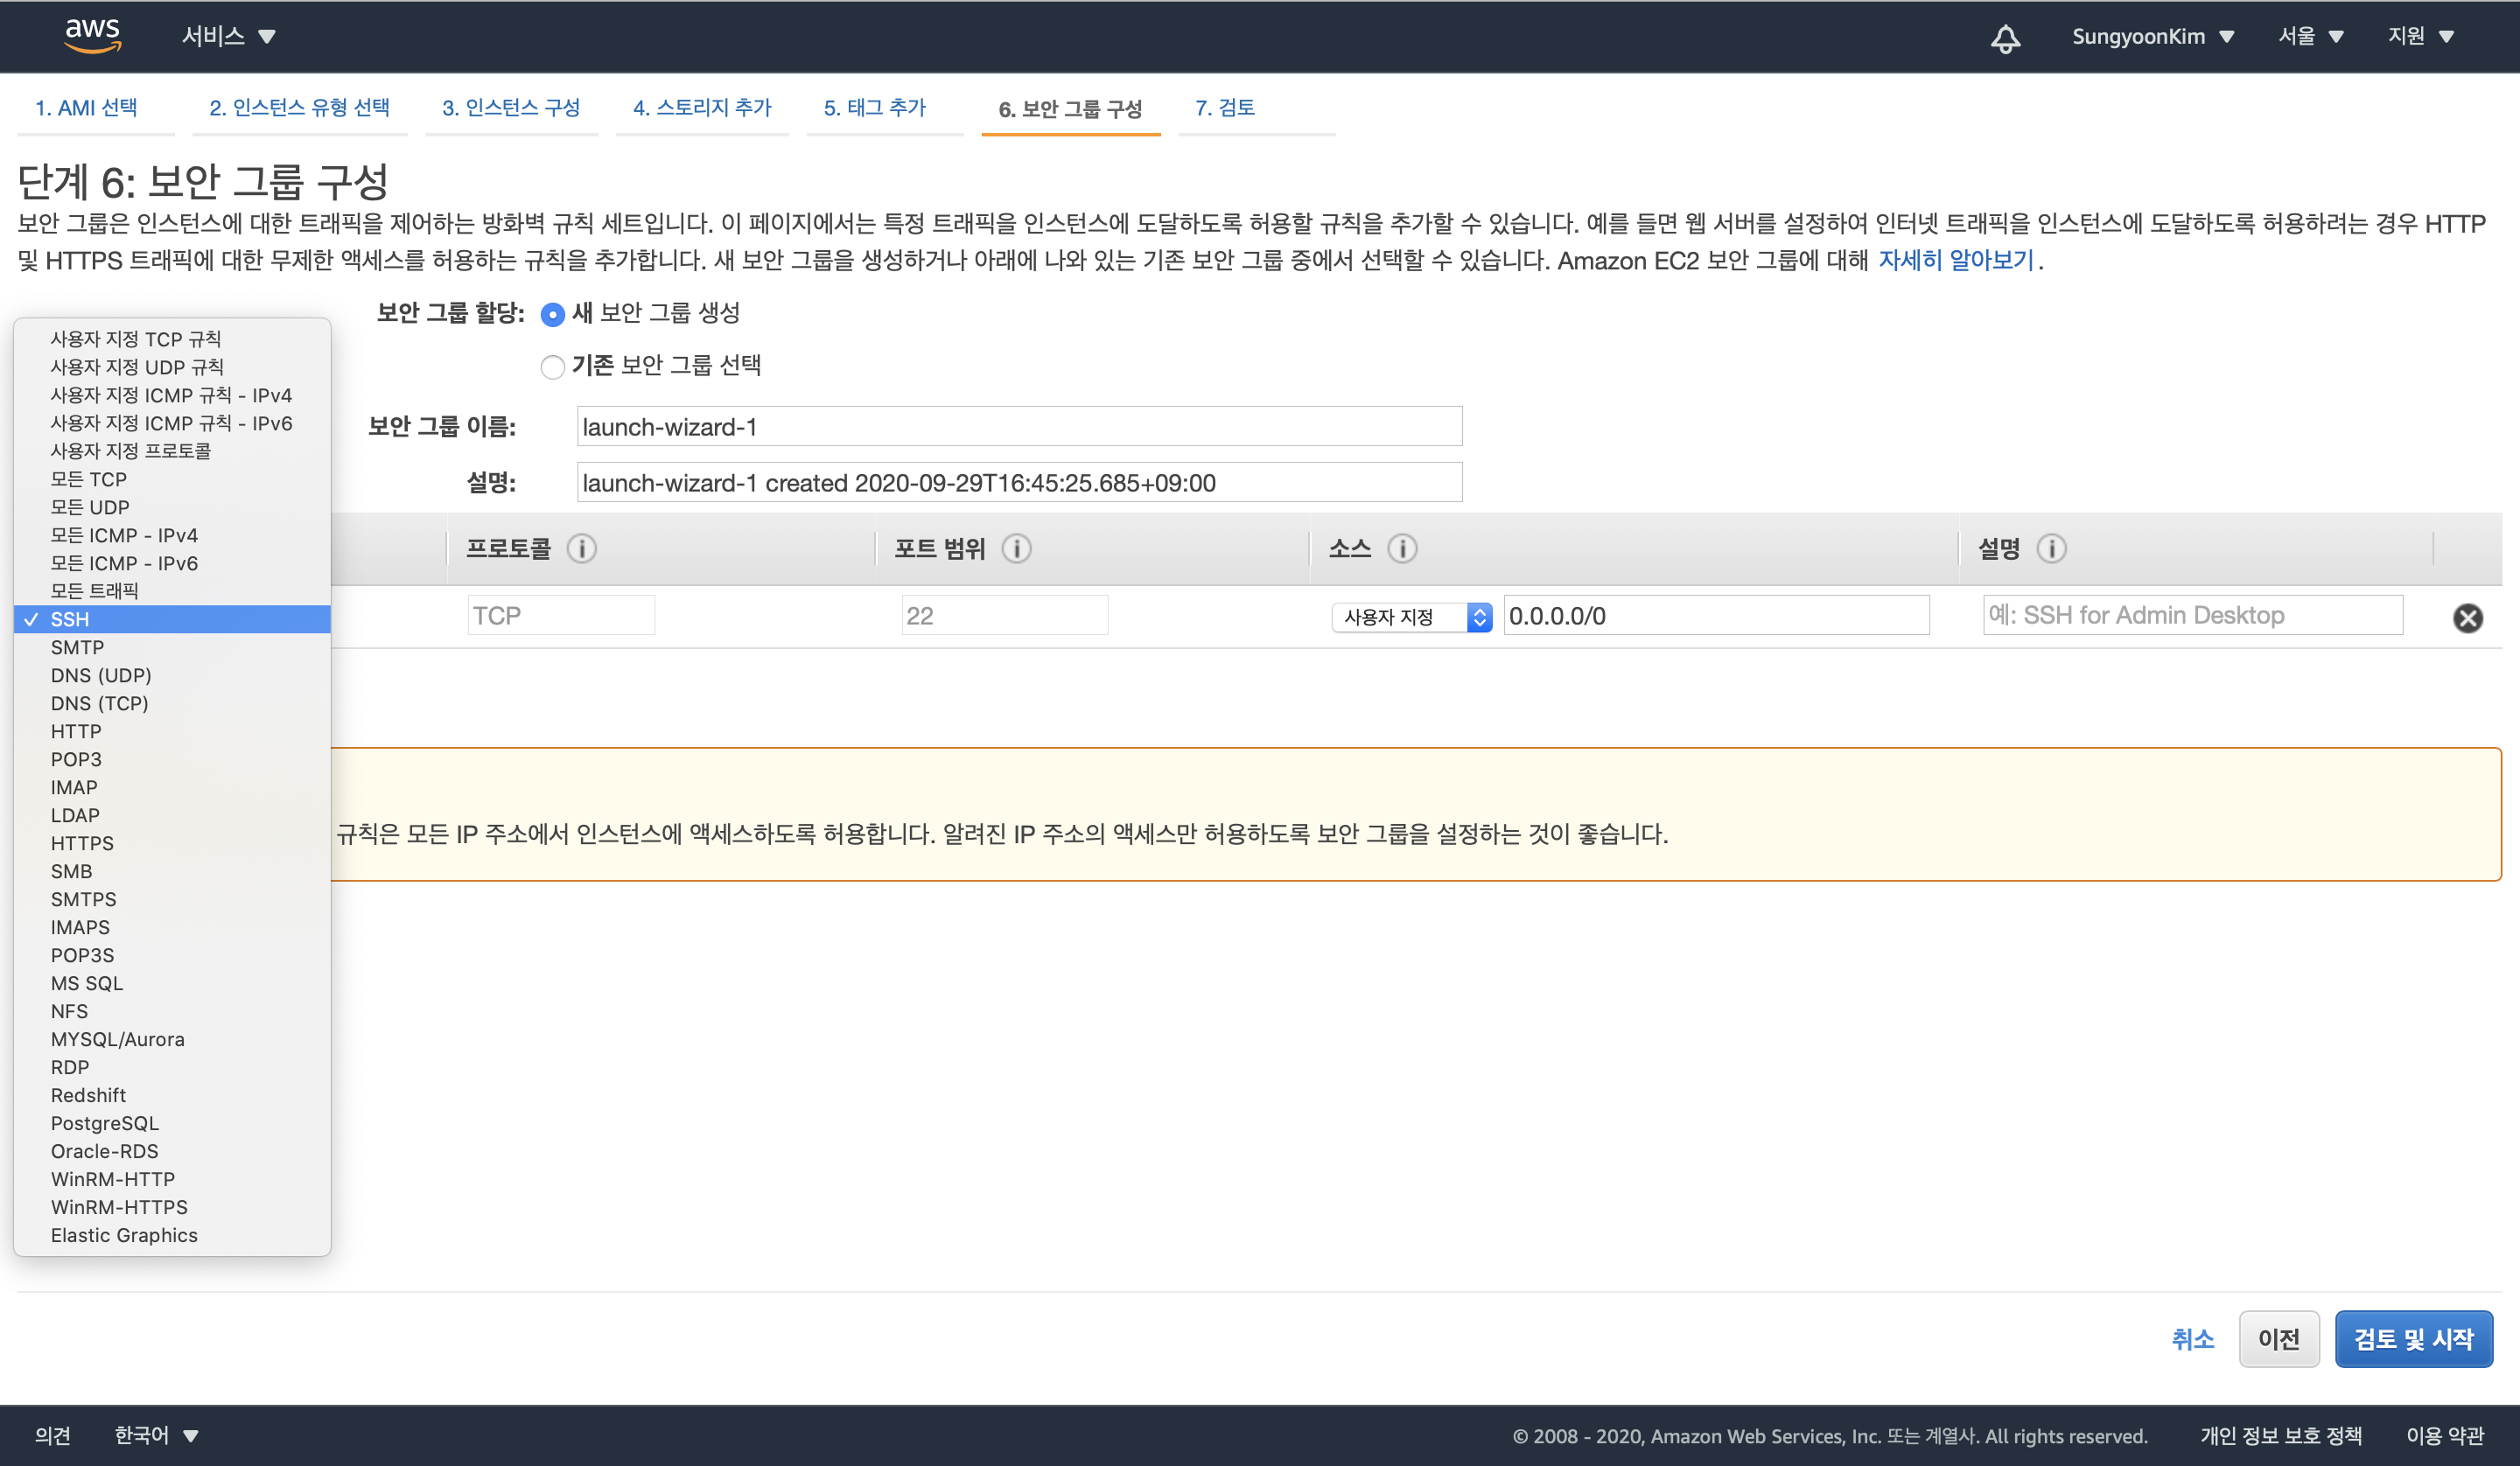 aws 서비스 SungyoonKim 서울 지원
1. AMI 선택 2. 인스턴스 유형 선택 3. 인스턴스 구성 4. 스토리지 추가 5. 태그 추가 6. 보안 그룹 구성 7. 검토
단계 6: 보안 그룹 구성
보안 그룹은 인스턴스에 대한 트래픽을 제어하는 방화벽 규칙 세트입니다. 이 페이지에서는 특정 트래픽을 인스턴스에 도달하도록 허용할 규칙을 추가할 수 있습니다. 예를 들면 웹 서버를 설정하여 인터넷 트래픽을 인스턴스에 도달하도록 허용하려는 경우 HTTP
및 HTTPS 트래픽에 대한 무제한 액세스를 허용하는 규칙을 추가합니다. 새 보안 그룹을 생성하거나 아래에 나와 있는 기존 보안 그룹 중에서 선택할 수 있습니다. Amazon EC2 보안 그룹에 대해 자세히 알아보기.
보안 그룹 할당: 새 보안 그룹 생성
기존 보안 그룹 선택
보안 그룹 이름: launch-wizard-1
설명: launch-wizard-1 created 2020-09-29T16:45:25.685+09:00
프로토콜 포트 범위 소스 설명
TCP 22 사용자 지정 0.0.0.0/0 예: SSH for Admin Desktop
규칙은 모든 IP 주소에서 인스턴스에 액세스하도록 허용합니다. 알려진 IP 주소의 액세스만 허용하도록 보안 그룹을 설정하는 것이 좋습니다.
사용자 지정 TCP 규칙
사용자 지정 UDP 규칙
사용자 지정 ICMP 규칙 - IPv4
사용자 지정 ICMP 규칙 - IPv6
사용자 지정 프로토콜
모든 TCP
모든 UDP
모든 ICMP - IPv4
모든 ICMP - IPv6
모든 트래픽
✓ SSH
SMTP
DNS (UDP)
DNS (TCP)
HTTP
POP3
IMAP
LDAP
HTTPS
SMB
SMTPS
IMAPS
POP3S
MS SQL
NFS
MYSQL/Aurora
RDP
Redshift
PostgreSQL
Oracle-RDS
WinRM-HTTP
WinRM-HTTPS
Elastic Graphics
취소 이전 검토 및 시작
의견 한국어 © 2008 - 2020, Amazon Web Services, Inc. 또는 계열사. All rights reserved. 개인 정보 보호 정책 이용 약관